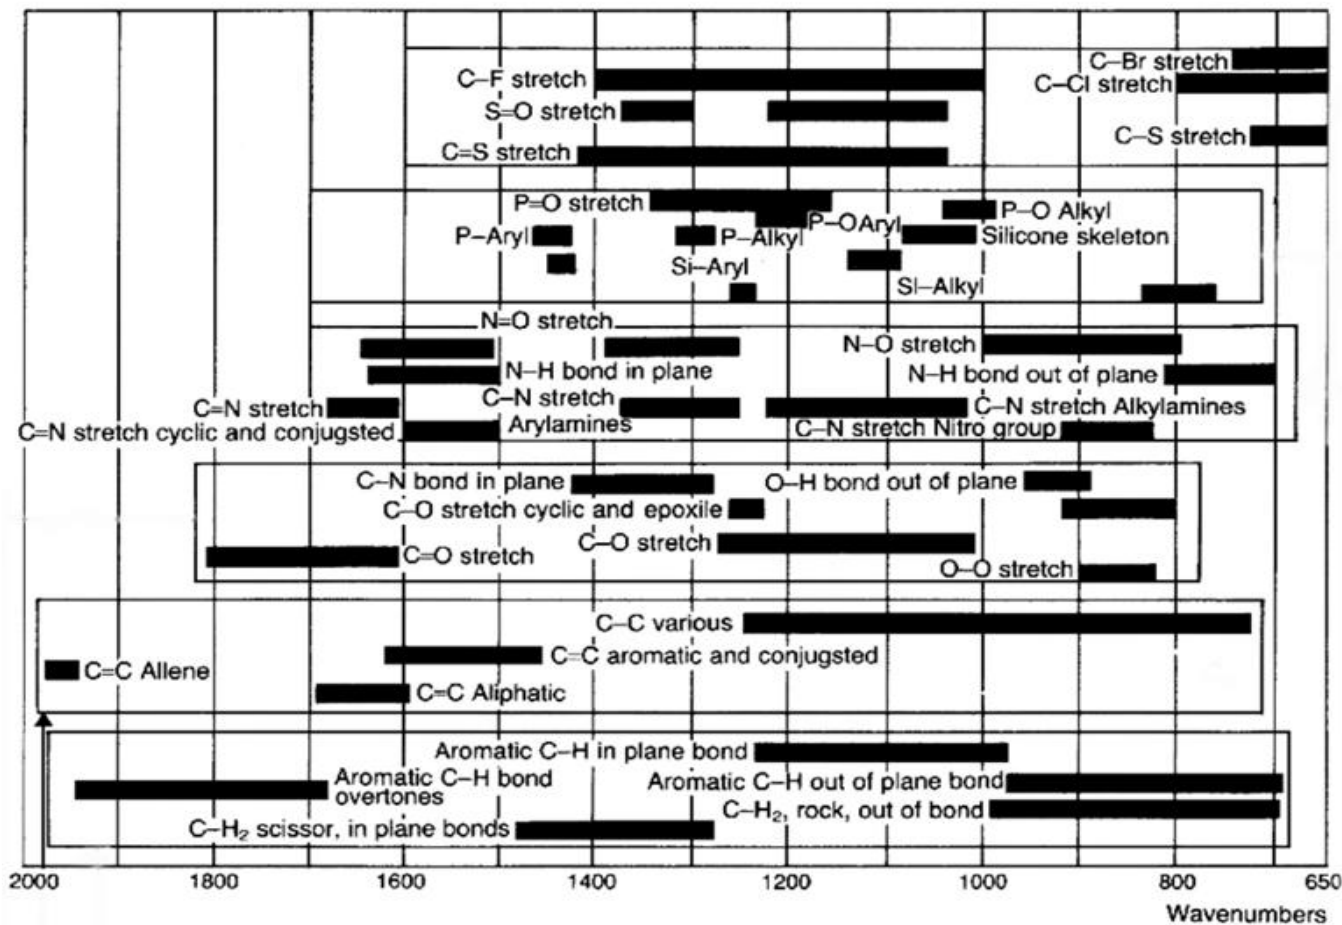 C–Br stretch
C–F stretch
C–Cl stretch
S=O stretch
C–S stretch
C=S stretch
P=O stretch
P–O Alkyl
P–O Aryl
P–Aryl
P–Alkyl
Silicone skeleton
Si–Aryl
Si–Alkyl
N=O stretch
N–O stretch
N–H bond in plane
N–H bond out of plane
C–N stretch
C=N stretch
C–N stretch Alkylamines
Arylamines
C=N stretch cyclic and conjugsted
C–N stretch Nitro group
C–N bond in plane
O–H bond out of plane
C–O stretch cyclic and epoxile
C–O stretch
C=O stretch
O–O stretch
C–C various
C=C aromatic and conjugsted
C=C Allene
C=C Aliphatic
Aromatic C–H in plane bond
Aromatic C–H bond
overtones
Aromatic C–H out of plane bond
C–H₂, rock, out of bond
C–H₂ scissor, in plane bonds
2000 1800 1600 1400 1200 1000 800 650
Wavenumbers